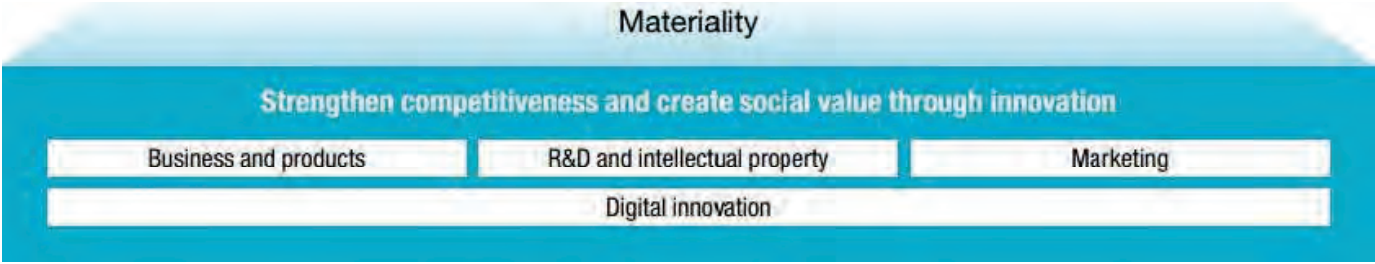 Materiality
Strengthen competitiveness and create social value through innovation
Business and products
R&D and intellectual property
Marketing
Digital innovation